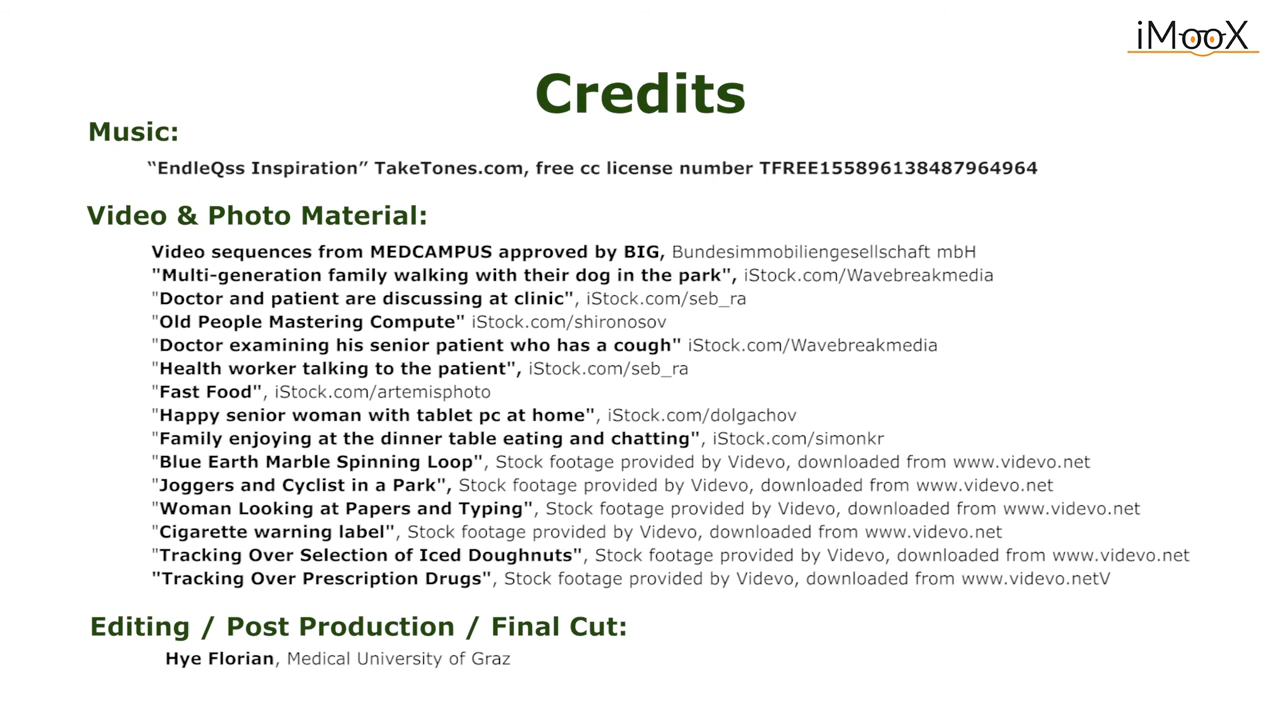 iMooX
Credits
Music:
“EndleQss Inspiration” TakeTones.com, free cc license number TFREE155896138487964964
Video & Photo Material:
Video sequences from MEDCAMPUS approved by BIG, Bundesimmobiliengesellschaft mbH
"Multi-generation family walking with their dog in the park", iStock.com/Wavebreakmedia
"Doctor and patient are discussing at clinic", iStock.com/seb_ra
"Old People Mastering Compute" iStock.com/shironosov
"Doctor examining his senior patient who has a cough" iStock.com/Wavebreakmedia
"Health worker talking to the patient", iStock.com/seb_ra
"Fast Food", iStock.com/artemisphoto
"Happy senior woman with tablet pc at home", iStock.com/dolgachov
"Family enjoying at the dinner table eating and chatting", iStock.com/simonkr
"Blue Earth Marble Spinning Loop", Stock footage provided by Videvo, downloaded from www.videvo.net
"Joggers and Cyclist in a Park", Stock footage provided by Videvo, downloaded from www.videvo.net
"Woman Looking at Papers and Typing", Stock footage provided by Videvo, downloaded from www.videvo.net
"Cigarette warning label", Stock footage provided by Videvo, downloaded from www.videvo.net
"Tracking Over Selection of Iced Doughnuts", Stock footage provided by Videvo, downloaded from www.videvo.net
"Tracking Over Prescription Drugs", Stock footage provided by Videvo, downloaded from www.videvo.netV
Editing / Post Production / Final Cut:
Hye Florian, Medical University of Graz